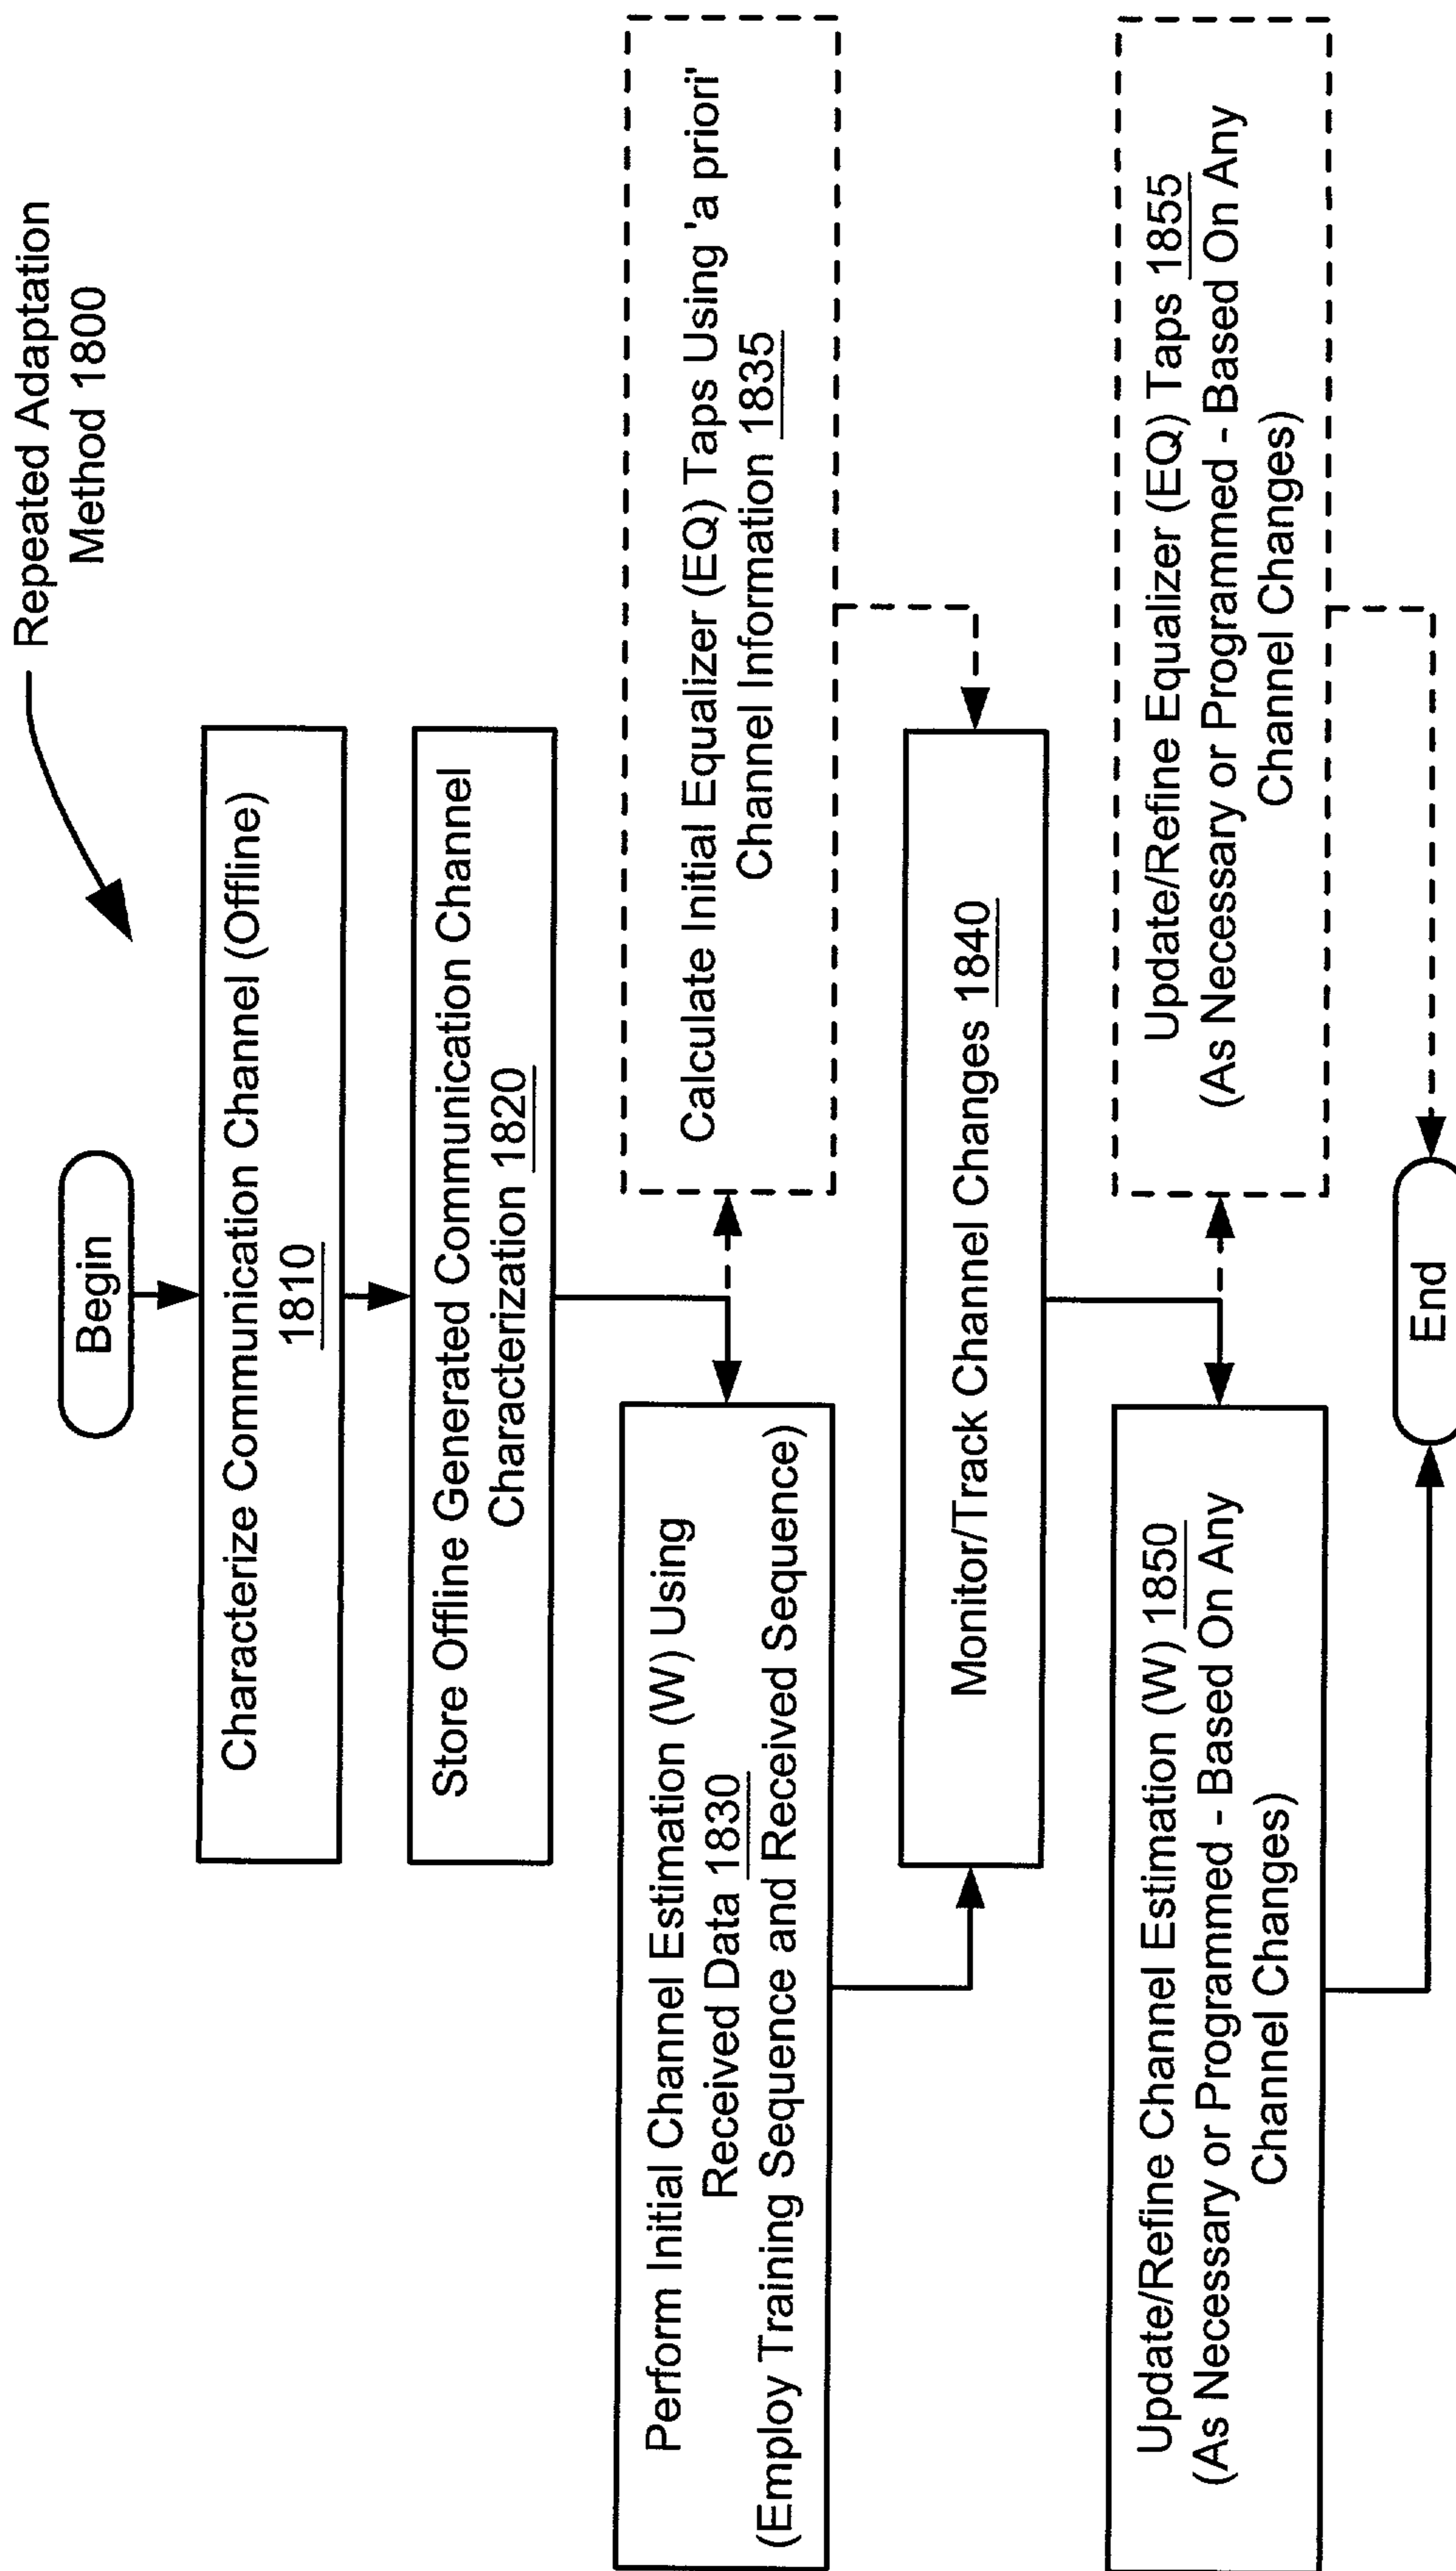 Repeated Adaptation
Method 1800
Begin
Characterize Communication Channel (Offline)
1810
Store Offline Generated Communication Channel
Characterization 1820
Perform Initial Channel Estimation (W) Using
Received Data 1830
(Employ Training Sequence and Received Sequence)
Calculate Initial Equalizer (EQ) Taps Using 'a priori'
Channel Information 1835
Monitor/Track Channel Changes 1840
Update/Refine Channel Estimation (W) 1850
(As Necessary or Programmed - Based On Any
Channel Changes)
Update/Refine Equalizer (EQ) Taps 1855
(As Necessary or Programmed - Based On Any
Channel Changes)
End